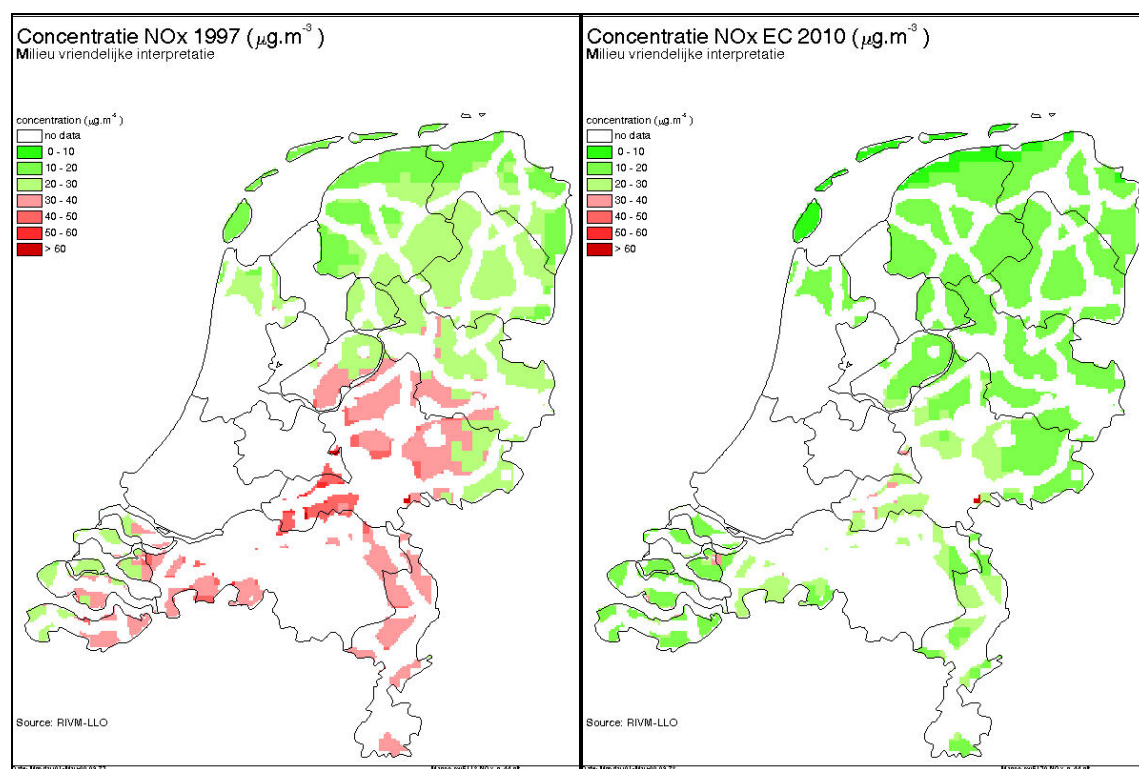 Concentratie NOx 1997 (μg.m⁻³)
Milieu vriendelijke interpretatie
concentration (μg.m⁻³)
no data
0 - 10
10 - 20
20 - 30
30 - 40
40 - 50
50 - 60
> 60
Source: RIVM-LLO
Concentratie NOx EC 2010 (μg.m⁻³)
Milieu vriendelijke interpretatie
concentration (μg.m⁻³)
no data
0 - 10
10 - 20
20 - 30
30 - 40
40 - 50
50 - 60
> 60
Source: RIVM-LLO